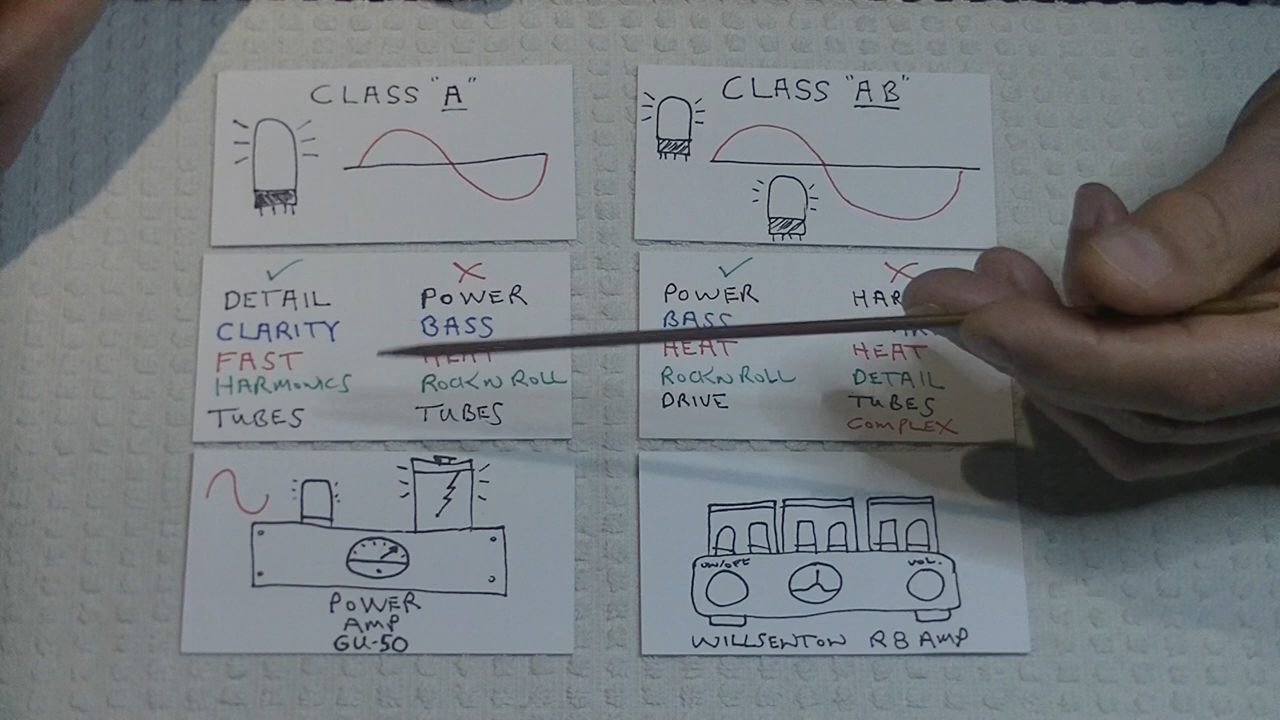 CLASS "A"
CLASS "AB"
DETAIL
CLARITY
FAST
HARMONICS
TUBES
POWER
BASS
HEAT
ROCK N ROLL
TUBES
POWER
BASS
HEAT
ROCK N ROLL
DRIVE
HEAT
DETAIL
TUBES
COMPLEX
POWER
AMP
GU-50
ON/OFF
VOL.
WILLSENTON R8 AMP